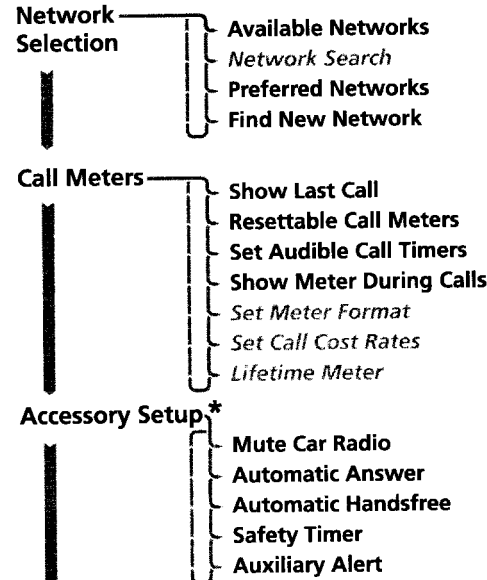 Network
Selection
Available Networks
Network Search
Preferred Networks
Find New Network
Call Meters
Show Last Call
Resettable Call Meters
Set Audible Call Timers
Show Meter During Calls
Set Meter Format
Set Call Cost Rates
Lifetime Meter
Accessory Setup*
Mute Car Radio
Automatic Answer
Automatic Handsfree
Safety Timer
Auxiliary Alert